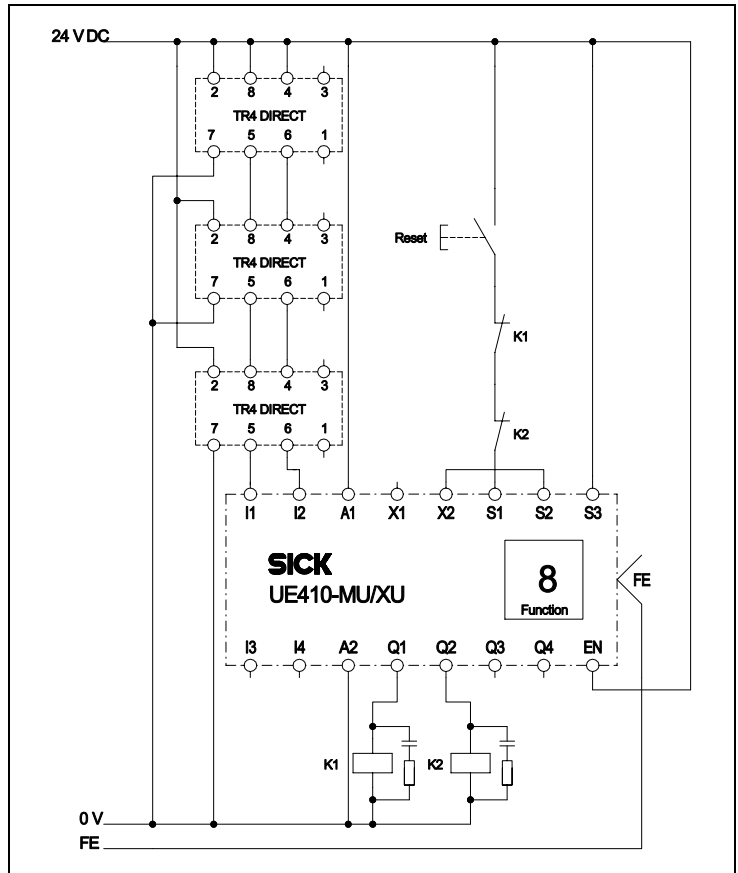 24 V DC
2 8 4 3
TR4 DIRECT
7 5 6 1
2 8 4 3
TR4 DIRECT
7 5 6 1
2 8 4 3
TR4 DIRECT
7 5 6 1
Reset
K1
K2
I1 I2 A1 X1 X2 S1 S2 S3
SICK
UE410-MU/XU
8
Function
FE
I3 I4 A2 Q1 Q2 Q3 Q4 EN
K1 K2
0 V
FE